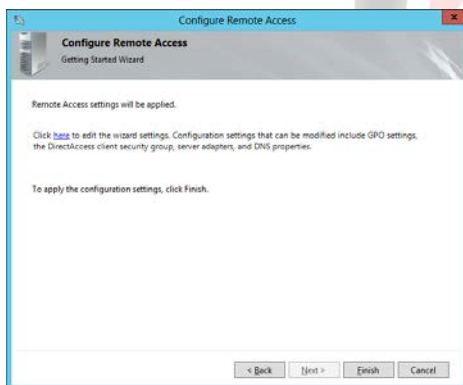 Configure Remote Access
Configure Remote Access
Getting Started Wizard
Remote Access settings will be applied.
Click here to edit the wizard settings. Configuration settings that can be modified include GPO settings,
the DirectAccess client security group, server adapters, and DNS properties.
To apply the configuration settings, click Finish.
< Back
Next >
Finish
Cancel